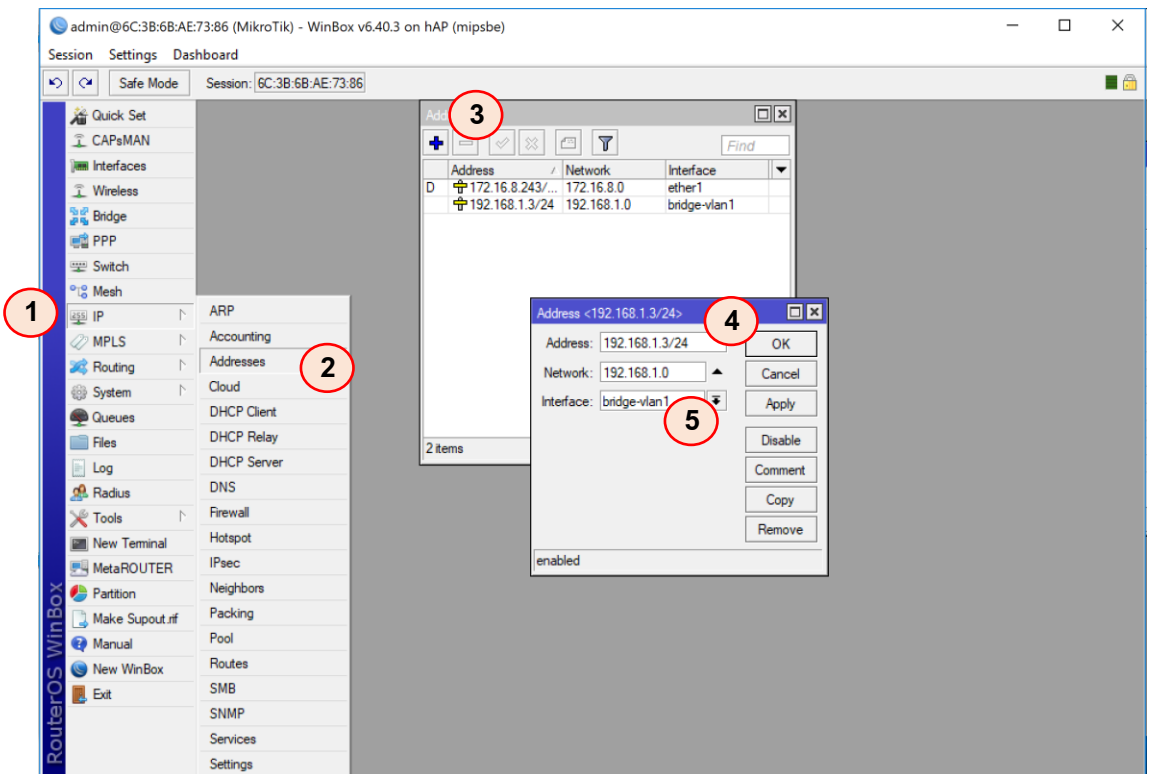 admin@6C:3B:6B:AE:73:86 (MikroTik) - WinBox v6.40.3 on hAP (mipsbe)
Session Settings Dashboard
Safe Mode Session: 6C:3B:6B:AE:73:86
Quick Set
CAPsMAN
Interfaces
Wireless
Bridge
PPP
Switch
Mesh
1
IP
MPLS
Routing
System
Queues
Files
Log
Radius
Tools
New Terminal
MetaROUTER
Partition
Make Supout.rif
Manual
New WinBox
Exit
RouterOS WinBox
ARP
Accounting
Addresses
2
Cloud
DHCP Client
DHCP Relay
DHCP Server
DNS
Firewall
Hotspot
IPsec
Neighbors
Packing
Pool
Routes
SMB
SNMP
Services
Settings
Add
3
Find
Address / Network Interface
D 172.16.8.243/... 172.16.8.0 ether1
192.168.1.3/24 192.168.1.0 bridge-vlan1
2 items
Address <192.168.1.3/24>
4
Address: 192.168.1.3/24
Network: 192.168.1.0
Interface: bridge-vlan1
5
OK
Cancel
Apply
Disable
Comment
Copy
Remove
enabled